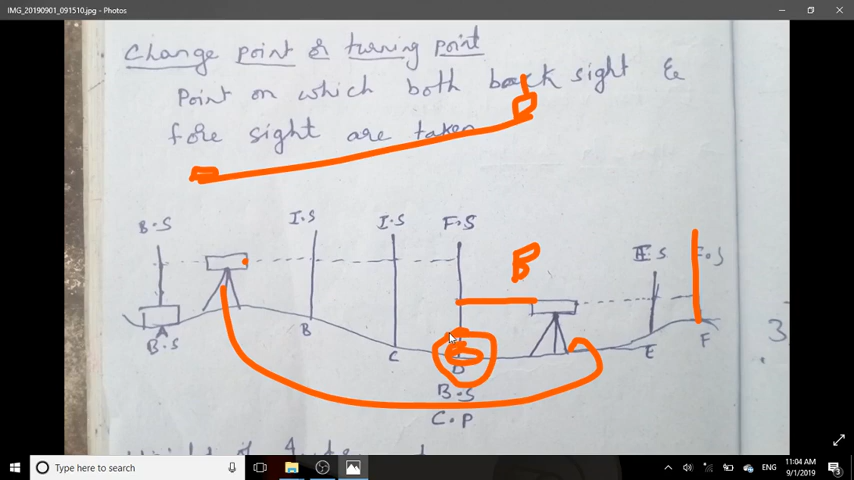 IMG_20190901_091510.jpg - Photos
Change point or turning point
Point on which both back sight &
fore sight are taken
B.S I.S I.S F.S B I.S F.S
B.S B C D E F
B.S
C.P
3
Type here to search
ENG
11:04 AM
9/1/2019